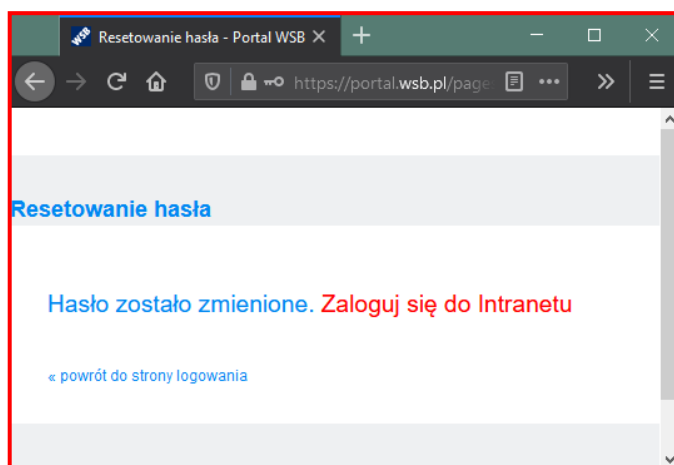 WSB Resetowanie hasła - Portal WSB
https://portal.wsb.pl/page
Resetowanie hasła
Hasło zostało zmienione. Zaloguj się do Intranetu
« powrót do strony logowania